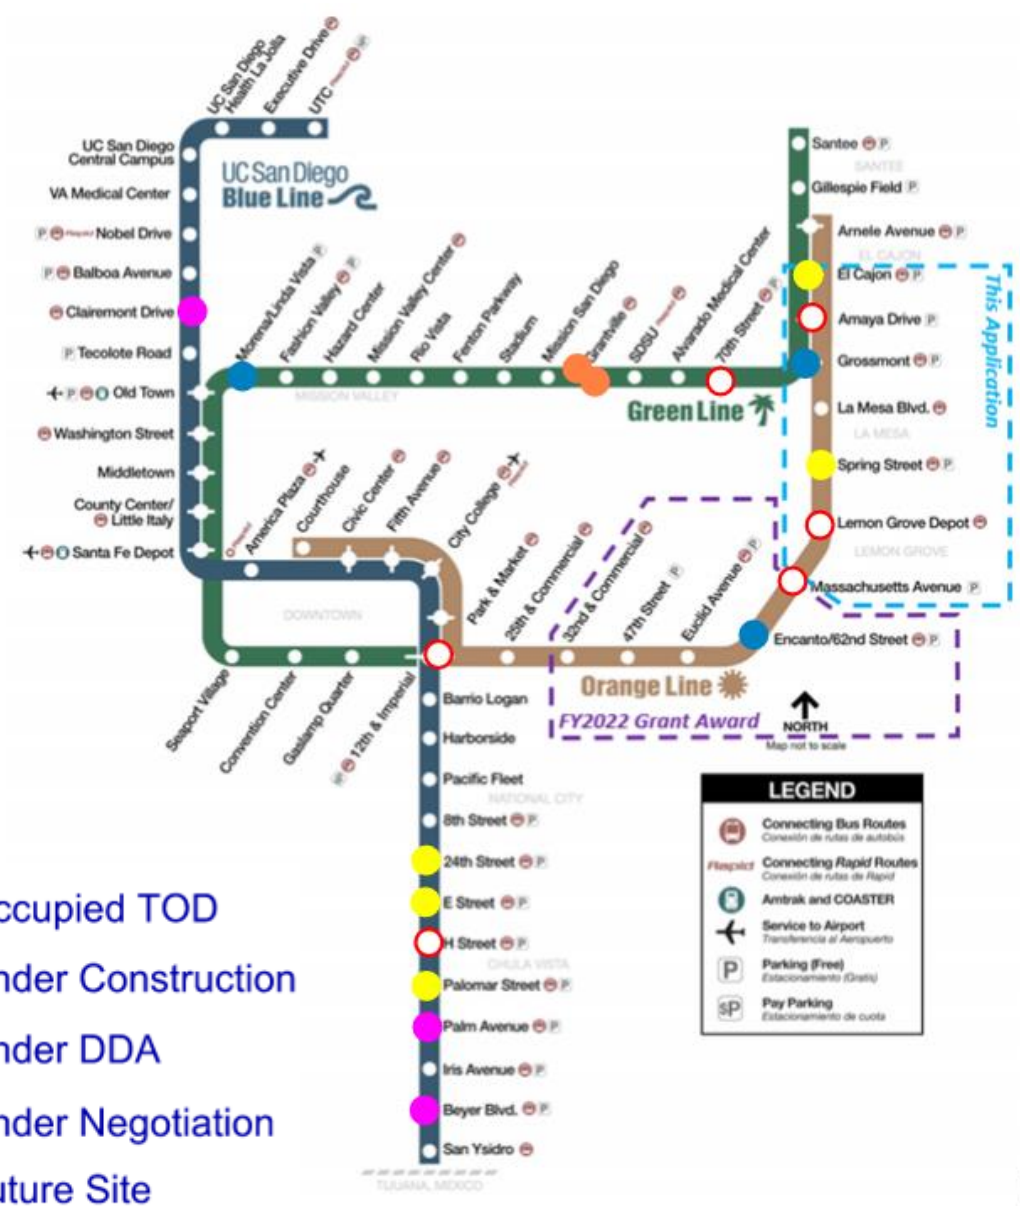 UC San Diego
Health La Jolla
Executive Drive
UTC Rapid $P
UC San Diego
Central Campus
VA Medical Center
P Rapid Nobel Drive
P Balboa Avenue
Clairemont Drive
P Tecolote Road
P Old Town
Washington Street
Middletown
County Center/
Little Italy
Santa Fe Depot
UC San Diego
Blue Line
Morena/Linda Vista P
Fashion Valley P
Hazard Center
Mission Valley Center
Rio Vista
Fenton Parkway
Stadium
Mission San Diego
Grantville
SDSU Rapid
Alvarado Medical Center
70th Street P
MISSION VALLEY
Green Line
Santee P
SANTEE
Gillespie Field P
Arnele Avenue P
EL CAJON
El Cajon P
Amaya Drive P
Grossmont P
La Mesa Blvd.
LA MESA
Spring Street P
Lemon Grove Depot
LEMON GROVE
Massachusetts Avenue P
Encanto/62nd Street P
This Application
Rapid
America Plaza
Courthouse
Civic Center
Fifth Avenue
City College
Rapid
Park & Market
25th & Commercial
32nd & Commercial
47th Street P
Euclid Avenue P
DOWNTOWN
Orange Line
FY2022 Grant Award
NORTH
Map not to scale
Seaport Village
Convention Center
Gaslamp Quarter
$P 12th & Imperial
Barrio Logan
Harborside
Pacific Fleet
NATIONAL CITY
8th Street P
24th Street P
E Street P
H Street P
CHULA VISTA
Palomar Street P
Palm Avenue P
Iris Avenue P
Beyer Blvd. P
San Ysidro
TIJUANA, MEXICO
LEGEND
Connecting Bus Routes
Conexión de rutas de autobús
Rapid Connecting Rapid Routes
Conexión de rutas de Rapid
Amtrak and COASTER
Service to Airport
Transferencia al Aeropuerto
P Parking (Free)
Estacionamiento (Gratis)
$P Pay Parking
Estacionamiento de cuota
ccupied TOD
nder Construction
nder DDA
nder Negotiation
uture Site